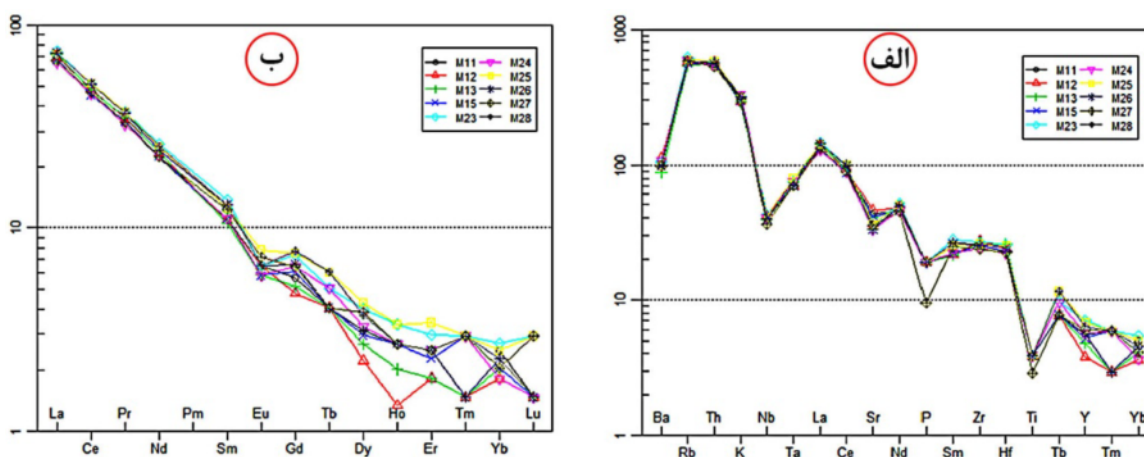 الف
1000
100
10
1
M11 M24
M12 M25
M13 M26
M15 M27
M23 M28
Ba Th Nb La Sr P Zr Ti Y Yb
Rb K Ta Ce Nd Sm Hf Tb Tm
ب
100
10
1
M11 M24
M12 M25
M13 M26
M15 M27
M23 M28
La Pr Pm Eu Tb Ho Tm Lu
Ce Nd Sm Gd Dy Er Yb